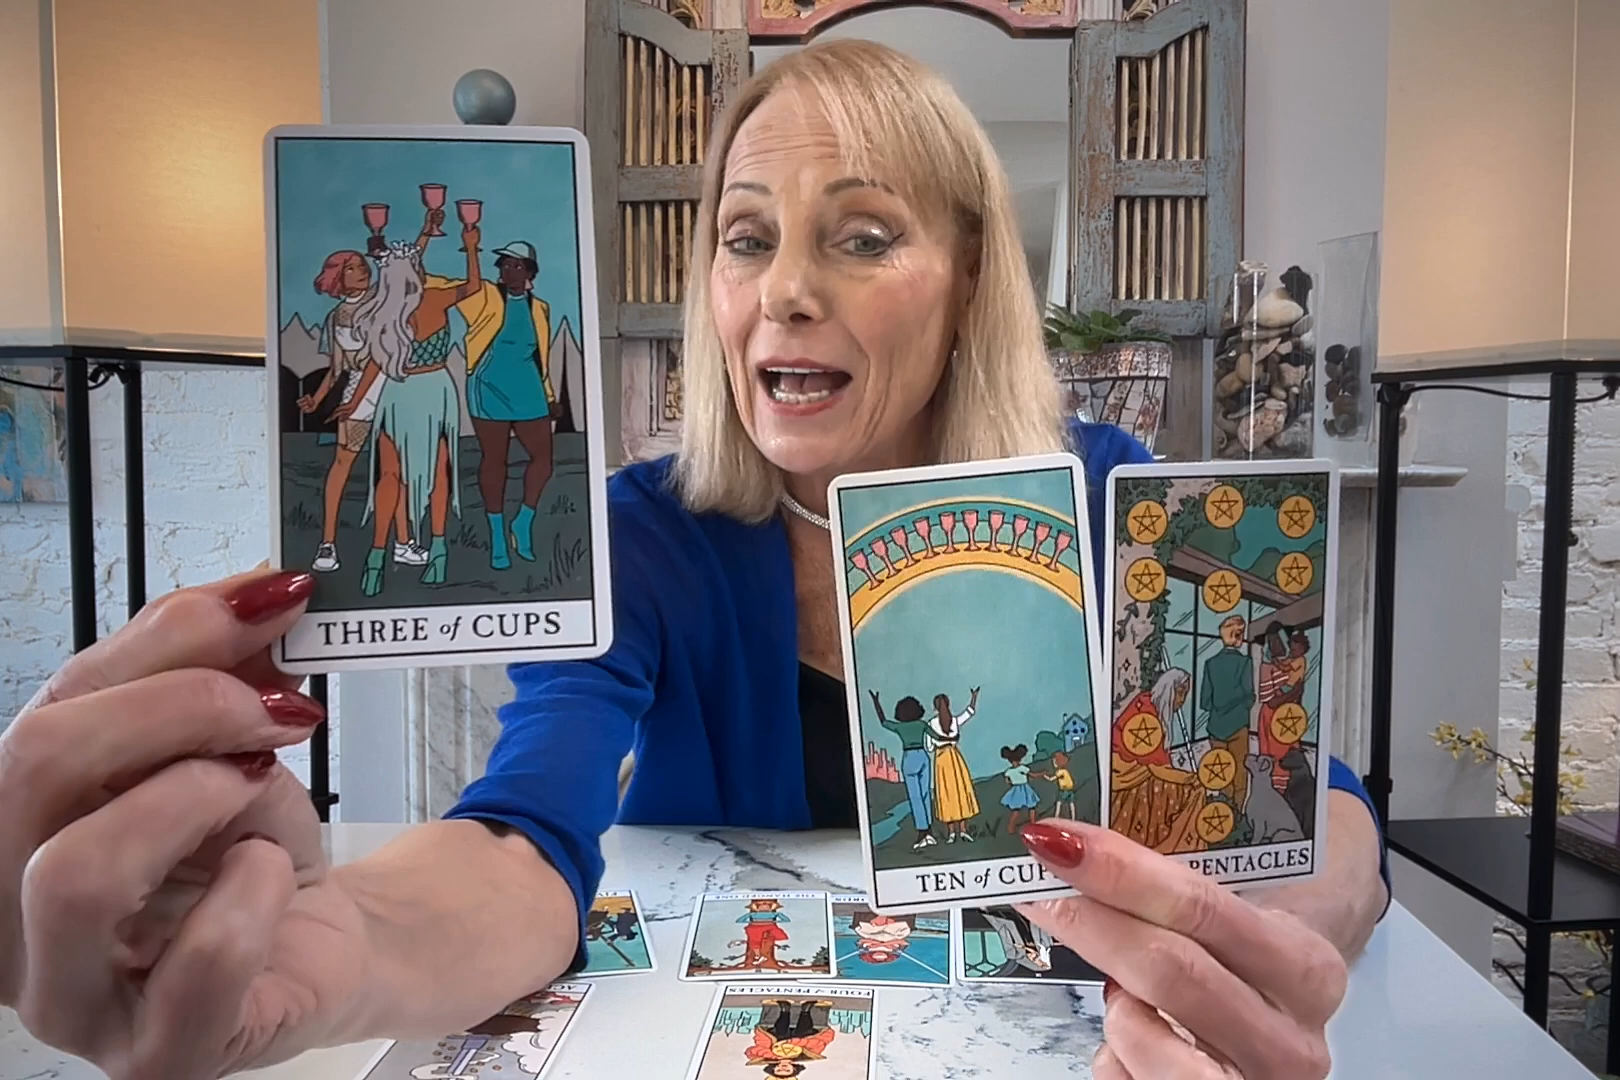 THREE of CUPS
TEN of CUP
PENTACLES
THE HANGED ONE
FOUR of PENTACLES